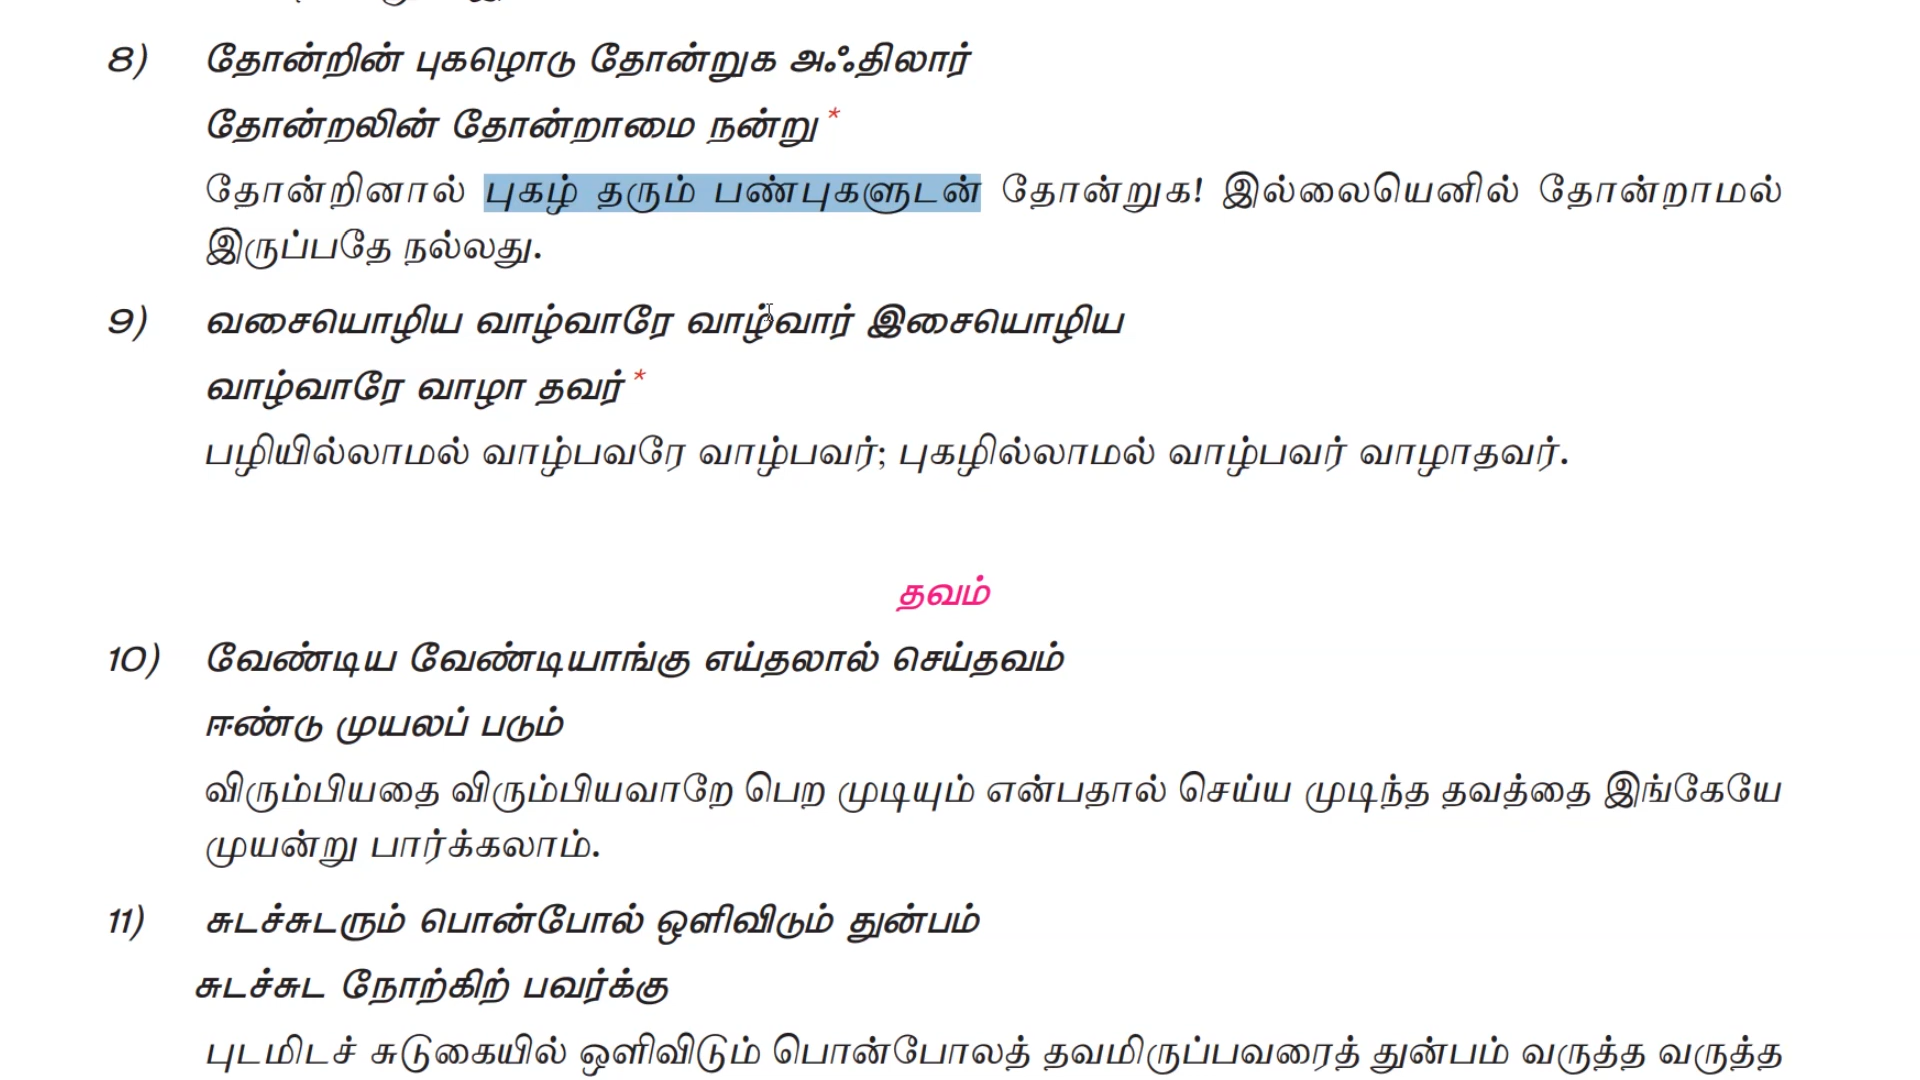 8) தோன்றின் புகழொடு தோன்றுக அஃதிலார்
தோன்றலின் தோன்றாமை நன்று *
தோன்றினால் புகழ் தரும் பண்புகளுடன் தோன்றுக! இல்லையெனில் தோன்றாமல்
இருப்பதே நல்லது.
9) வசையொழிய வாழ்வாரே வாழ்வார் இசையொழிய
வாழ்வாரே வாழா தவர் *
பழியில்லாமல் வாழ்பவரே வாழ்பவர்; புகழில்லாமல் வாழ்பவர் வாழாதவர்.
தவம்
10) வேண்டிய வேண்டியாங்கு எய்தலால் செய்தவம்
ஈண்டு முயலப் படும்
விரும்பியதை விரும்பியவாறே பெற முடியும் என்பதால் செய்ய முடிந்த தவத்தை இங்கேயே
முயன்று பார்க்கலாம்.
11) சுடச்சுடரும் பொன்போல் ஒளிவிடும் துன்பம்
சுடச்சுட நோற்கிற் பவர்க்கு
புடமிடச் சுடுகையில் ஒளிவிடும் பொன்போலத் தவமிருப்பவரைத் துன்பம் வருத்த வருத்த